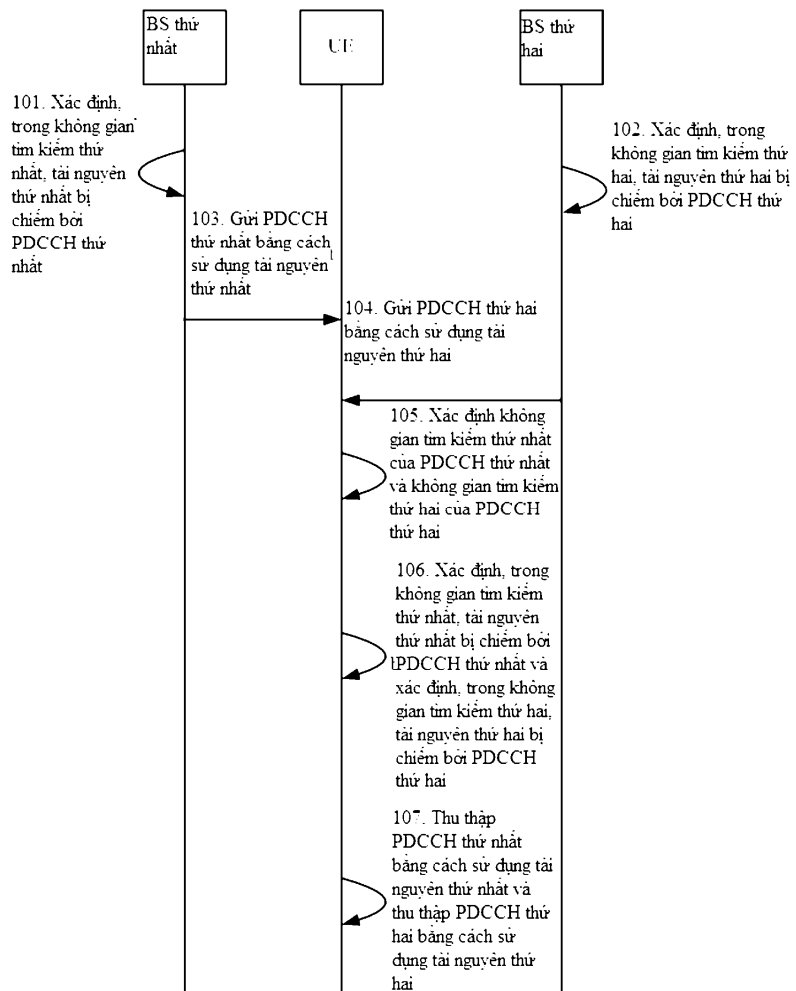 BS thứ
nhất
UE
BS thứ
hai
101. Xác định,
trong không gian
tìm kiếm thứ
nhất, tài nguyên
thứ nhất bị
chiếm bởi
PDCCH thứ
nhất
102. Xác định, trong
không gian tìm kiếm thứ
hai, tài nguyên thứ hai bị
chiếm bởi PDCCH thứ
hai
103. Gửi PDCCH
thứ nhất bằng cách
sử dụng tài nguyên
thứ nhất
104. Gửi PDCCH thứ hai
bằng cách sử dụng tài
nguyên thứ hai
105. Xác định không
gian tìm kiếm thứ nhất
của PDCCH thứ nhất
và không gian tìm kiếm
thứ hai của PDCCH
thứ hai
106. Xác định, trong
không gian tìm kiếm
thứ nhất, tài nguyên
thứ nhất bị chiếm bởi
PDCCH thứ nhất và
xác định, trong không
gian tìm kiếm thứ hai,
tài nguyên thứ hai bị
chiếm bởi PDCCH
thứ hai
107. Thu thập
PDCCH thứ nhất
bằng cách sử dụng tài
nguyên thứ nhất và
thu thập PDCCH thứ
hai bằng cách sử
dụng tài nguyên thứ
hai